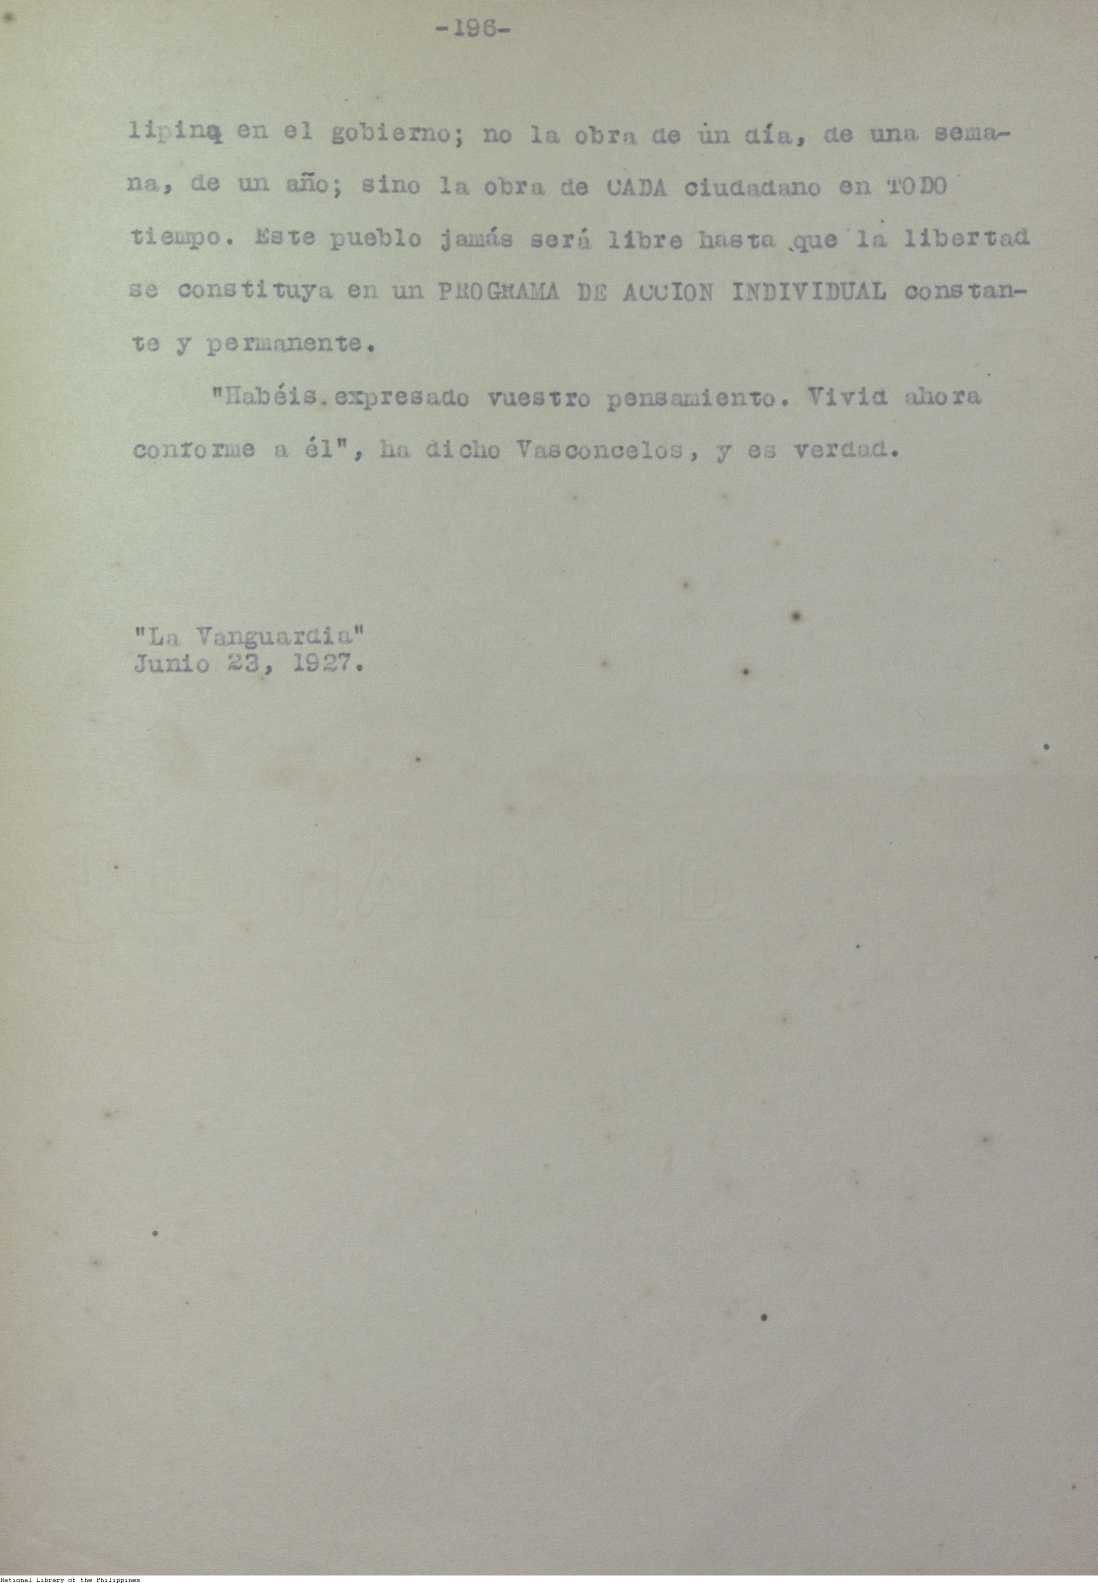 -196-
lipina en el gobierno; no la obra de un día, de una sema-
na, de un año; sino la obra de CADA ciudadano en TODO
tiempo. Este pueblo jamás será libre hasta que la libertad
se constituya en un PROGRAMA DE ACCION INDIVIDUAL constan-
te y permanente.
"Habéis expresado vuestro pensamiento. Vivid ahora
conforme a él", ha dicho Vasconcelos, y es verdad.
"La Vanguardia"
Junio 23, 1927.
National Library of the Philippines